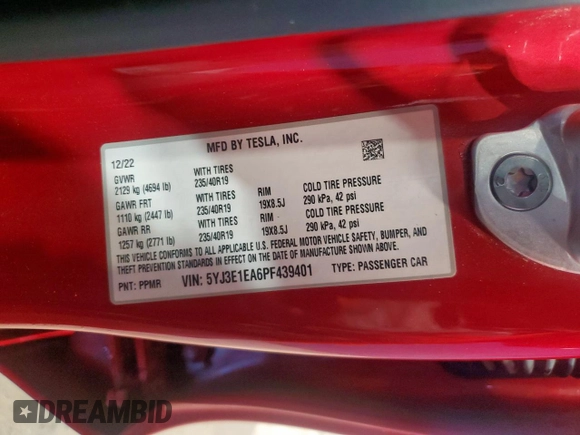 MFD BY TESLA, INC.
12/22
GVWR WITH TIRES
2129 kg (4694 lb) 235/40R19 RIM COLD TIRE PRESSURE
GAWR FRT WITH TIRES 19X8.5J 290 kPa, 42 psi
1110 kg (2447 lb) 235/40R19 RIM COLD TIRE PRESSURE
GAWR RR WITH TIRES 19X8.5J 290 kPa, 42 psi
1257 kg (2771 lb) 235/40R19
THIS VEHICLE CONFORMS TO ALL APPLICABLE U.S. FEDERAL MOTOR VEHICLE SAFETY, BUMPER, AND
THEFT PREVENTION STANDARDS IN EFFECT ON THE DATE OF MANUFACTURE SHOWN ABOVE.
PNT: PPMR VIN: 5YJ3E1EA6PF439401 TYPE: PASSENGER CAR
DREAMBID